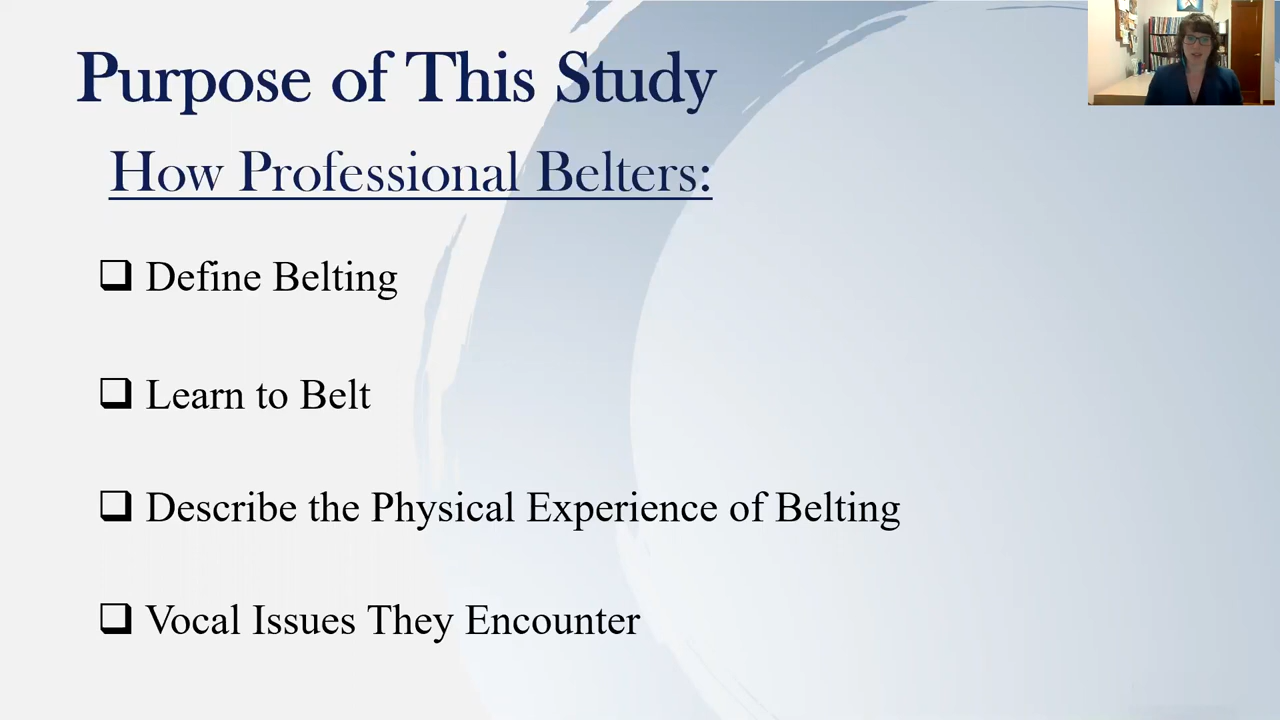 Purpose of This Study
How Professional Belters:
Define Belting
Learn to Belt
Describe the Physical Experience of Belting
Vocal Issues They Encounter